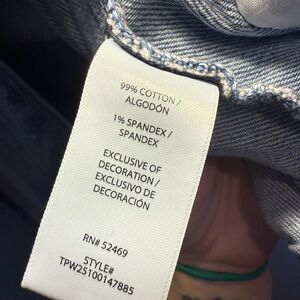 99% COTTON /
ALGODÓN
1% SPANDEX /
SPANDEX
EXCLUSIVE OF
DECORATION /
EXCLUSIVO DE
DECORACIÓN
RN# 52469
STYLE#
TPW25100147885